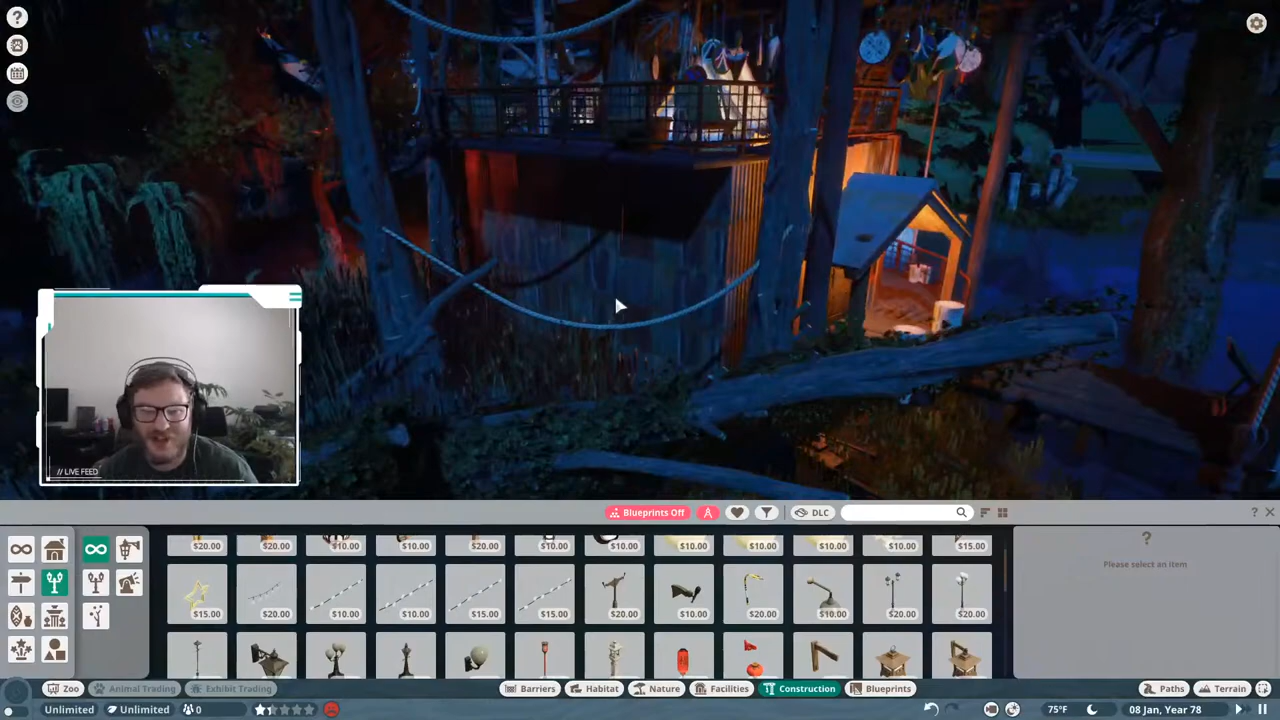 // LIVE FEED
Blueprints Off
DLC
?
Please select an item
$20.00 $20.00 $10.00 $10.00 $20.00 $10.00 $10.00 $10.00 $10.00 $10.00 $10.00 $15.00
$15.00 $20.00 $10.00 $10.00 $15.00 $15.00 $20.00 $10.00 $20.00 $10.00 $20.00 $20.00
Zoo Animal Trading Exhibit Trading Barriers Habitat Nature Facilities Construction Blueprints Paths Terrain
Unlimited Unlimited 0 75°F 08 Jan, Year 78